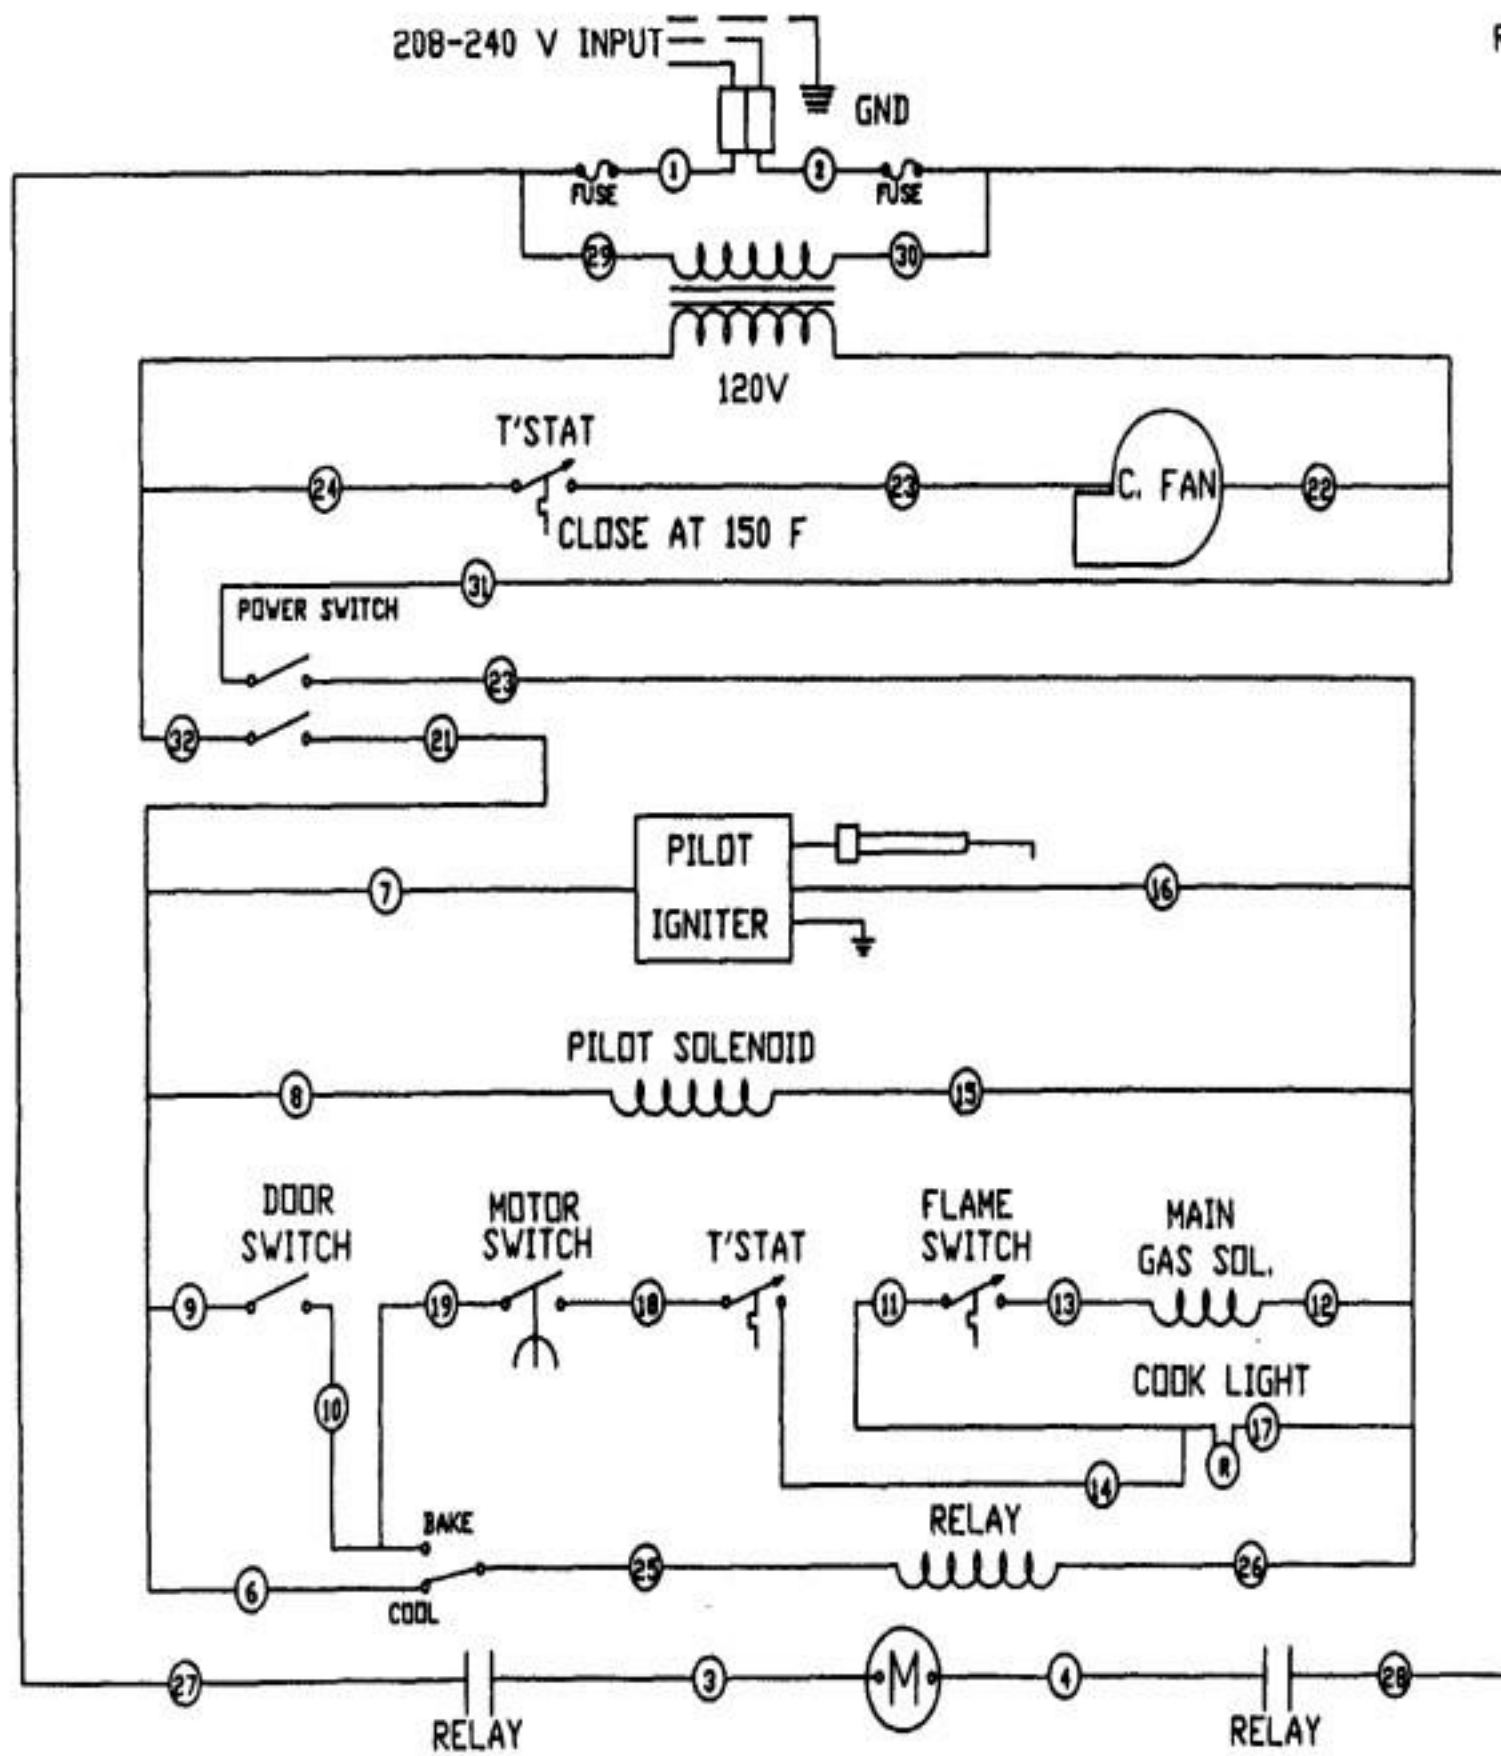 208-240 V INPUT
GND
1
2
FUSE
FUSE
29
30
120V
T'STAT
24
23
C. FAN
22
CLOSE AT 150 F
31
POWER SWITCH
23
32
21
PILOT
IGNITER
7
16
PILOT SOLENOID
8
15
DOOR
SWITCH
MOTOR
SWITCH
T'STAT
FLAME
SWITCH
MAIN
GAS SOL.
9
19
18
11
13
12
COOK LIGHT
10
17
R
14
BAKE
RELAY
25
26
6
COOL
27
3
M
4
28
RELAY
RELAY